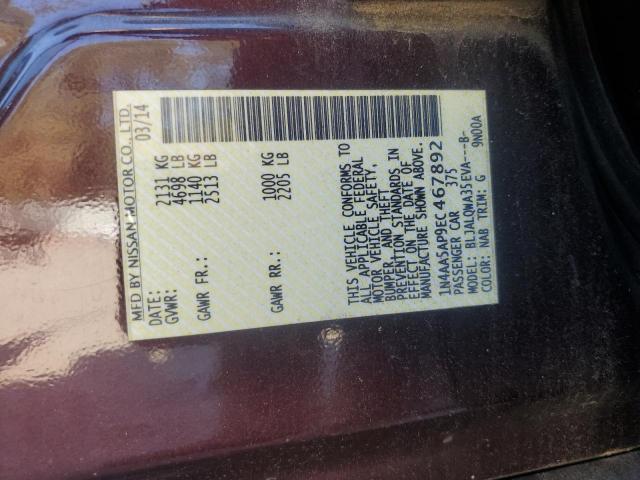 MFD BY NISSAN MOTOR CO., LTD.
DATE: 03/14
GVWR: 2131 KG
4698 LB
GAWR FR.: 1140 KG
2513 LB
GAWR RR.: 1000 KG
2205 LB
THIS VEHICLE CONFORMS TO
ALL APPLICABLE FEDERAL
MOTOR VEHICLE SAFETY,
BUMPER, AND THEFT
PREVENTION STANDARDS IN
EFFECT ON THE DATE OF
MANUFACTURE SHOWN ABOVE.
1N4AA5AP9EC467892
PASSENGER CAR 375
MODEL: BLJALQWA35EVA---B-
COLOR: NAB TRIM: G 9N00A